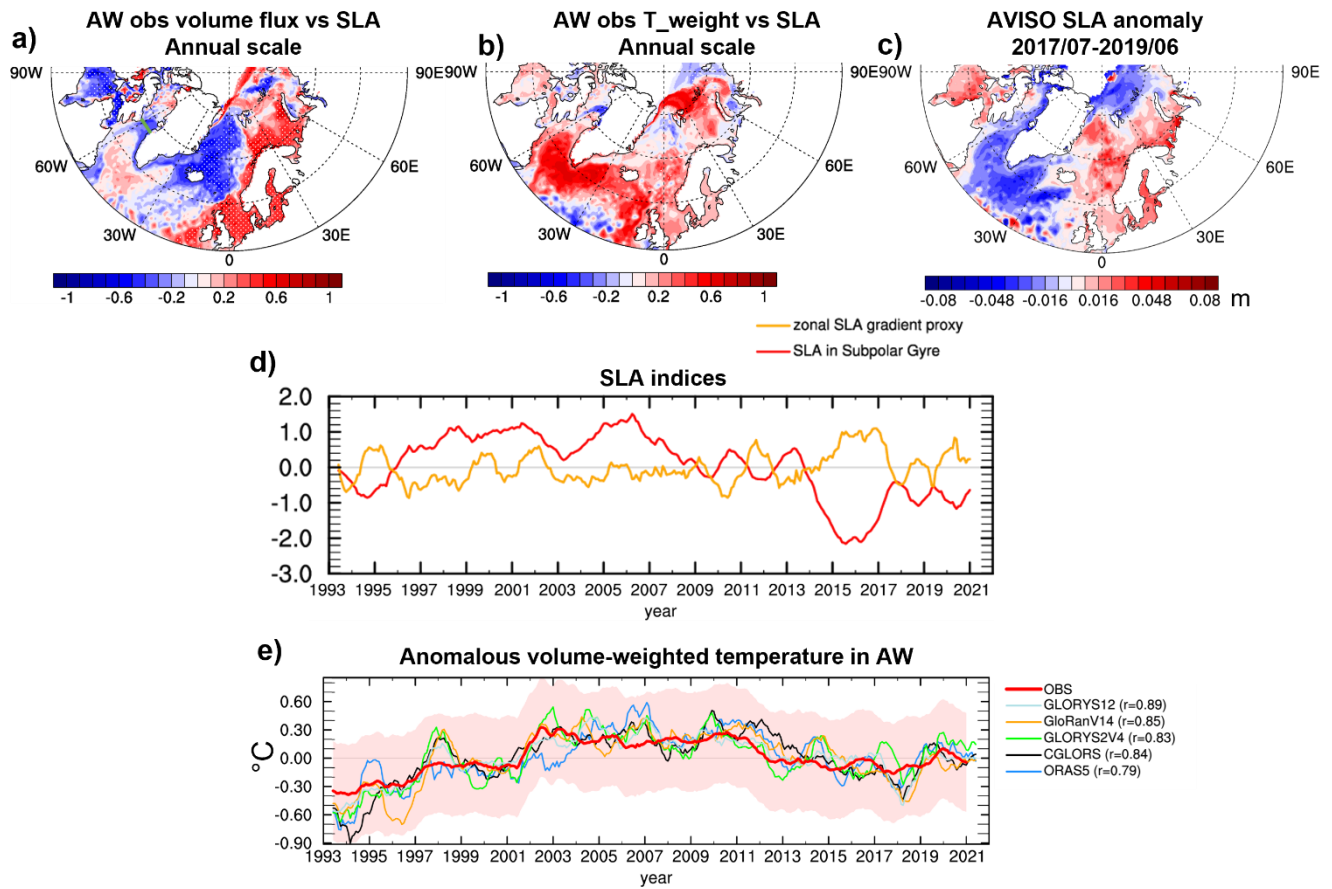 a)
AW obs volume flux vs SLA
Annual scale
90W
90E
60W
60E
30W
30E
0
-1 -0.6 -0.2 0.2 0.6 1
b)
AW obs T_weight vs SLA
Annual scale
90W
90E
60W
60E
30W
30E
0
-1 -0.6 -0.2 0.2 0.6 1
c)
AVISO SLA anomaly
2017/07-2019/06
90W
90E
60W
60E
30W
30E
0
-0.08 -0.048 -0.016 0.016 0.048 0.08 m
zonal SLA gradient proxy
SLA in Subpolar Gyre
d)
SLA indices
2.0
1.0
0.0
-1.0
-2.0
-3.0
1993 1995 1997 1999 2001 2003 2005 2007 2009 2011 2013 2015 2017 2019 2021
year
e)
Anomalous volume-weighted temperature in AW
°C
0.60
0.30
0.00
-0.30
-0.60
-0.90
1993 1995 1997 1999 2001 2003 2005 2007 2009 2011 2013 2015 2017 2019 2021
year
OBS
GLORYS12 (r=0.89)
GloRanV14 (r=0.85)
GLORYS2V4 (r=0.83)
CGLORS (r=0.84)
ORAS5 (r=0.79)